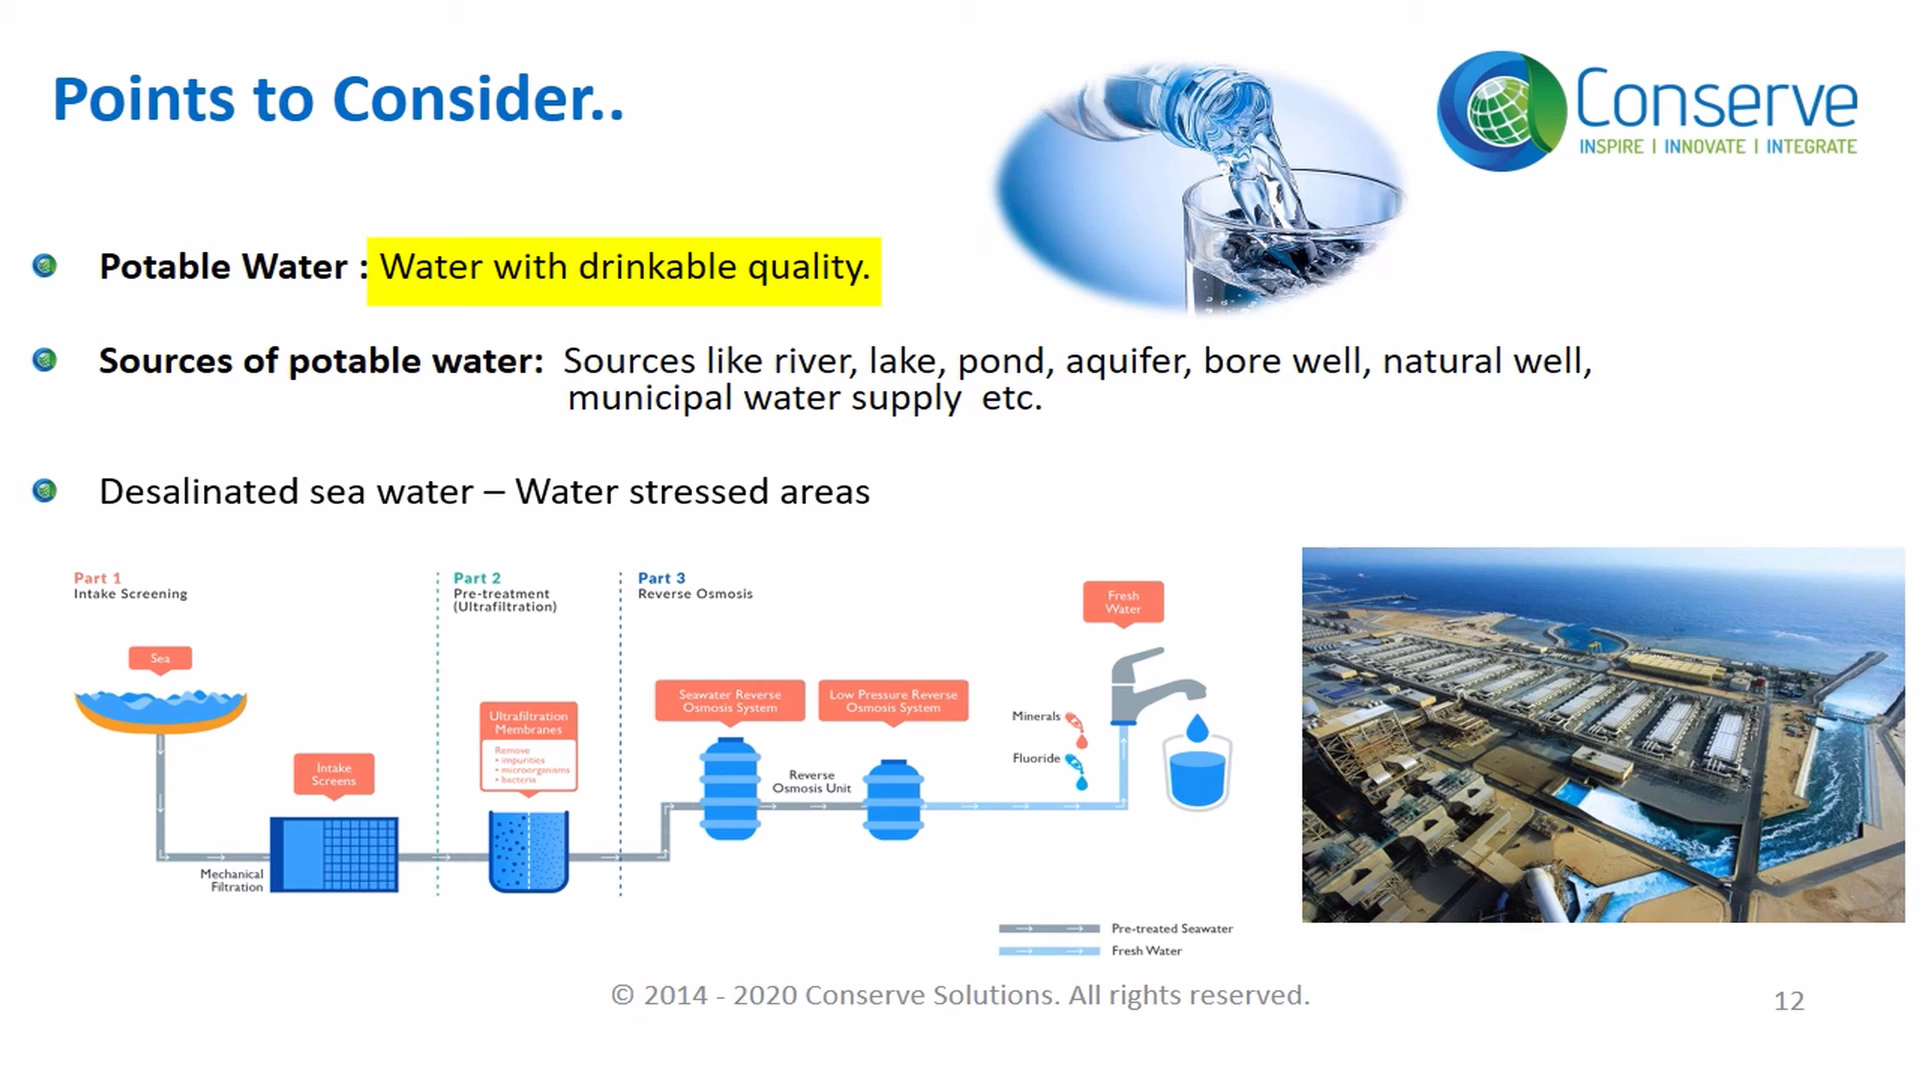 Points to Consider..
Conserve
INSPIRE | INNOVATE | INTEGRATE
Potable Water : Water with drinkable quality.
Sources of potable water: Sources like river, lake, pond, aquifer, bore well, natural well,
municipal water supply etc.
Desalinated sea water – Water stressed areas
Part 1
Intake Screening
Part 2
Pre-treatment
(Ultrafiltration)
Part 3
Reverse Osmosis
Fresh
Water
Sea
Seawater Reverse
Osmosis System
Low Pressure Reverse
Osmosis System
Ultrafiltration
Membranes
Remove
• impurities
• microorganisms
• bacteria
Minerals
Fluoride
Intake
Screens
Reverse
Osmosis Unit
Mechanical
Filtration
Pre-treated Seawater
Fresh Water
© 2014 - 2020 Conserve Solutions. All rights reserved.
12